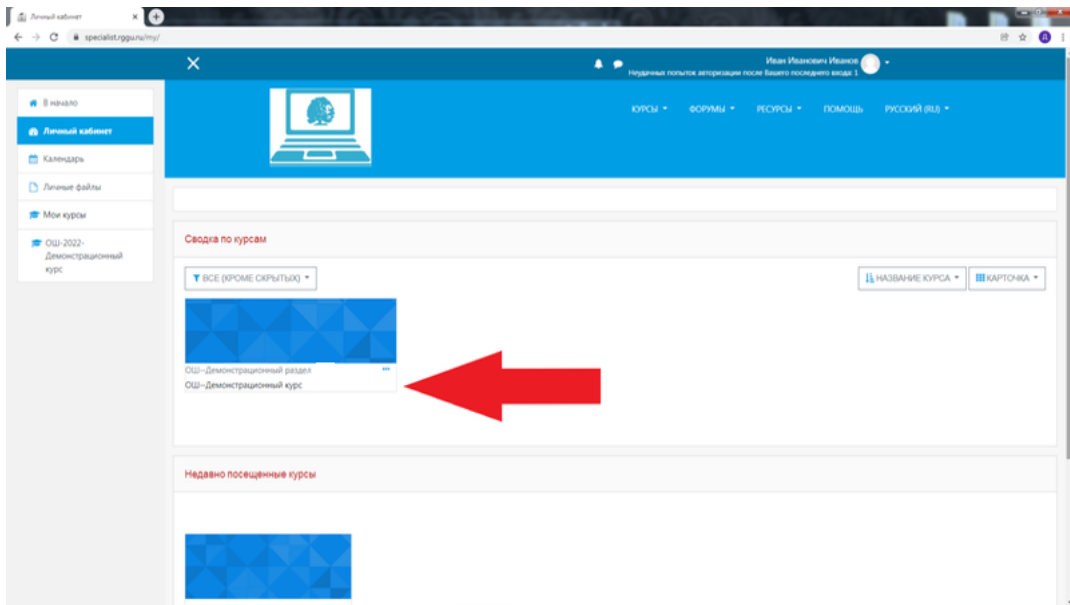 Личный кабинет
specialist.rggu.ru/my/
Д
Иван Иванович Иванов
Неудачных попыток авторизации после Вашего последнего входа: 1
В начало
Личный кабинет
Календарь
Личные файлы
Мои курсы
ОШ-2022-
Демонстрационный
курс
КУРСЫ
ФОРУМЫ
РЕСУРСЫ
ПОМОЩЬ
РУССКИЙ (RU)
Сводка по курсам
ВСЕ (КРОМЕ СКРЫТЫХ)
НАЗВАНИЕ КУРСА
КАРТОЧКА
ОШ--Демонстрационный раздел
ОШ--Демонстрационный курс
Недавно посещенные курсы